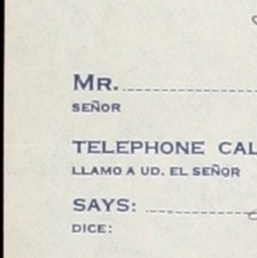 MR.
SEÑOR
TELEPHONE CAL
LLAMO A UD. EL SEÑOR
SAYS:
DICE: